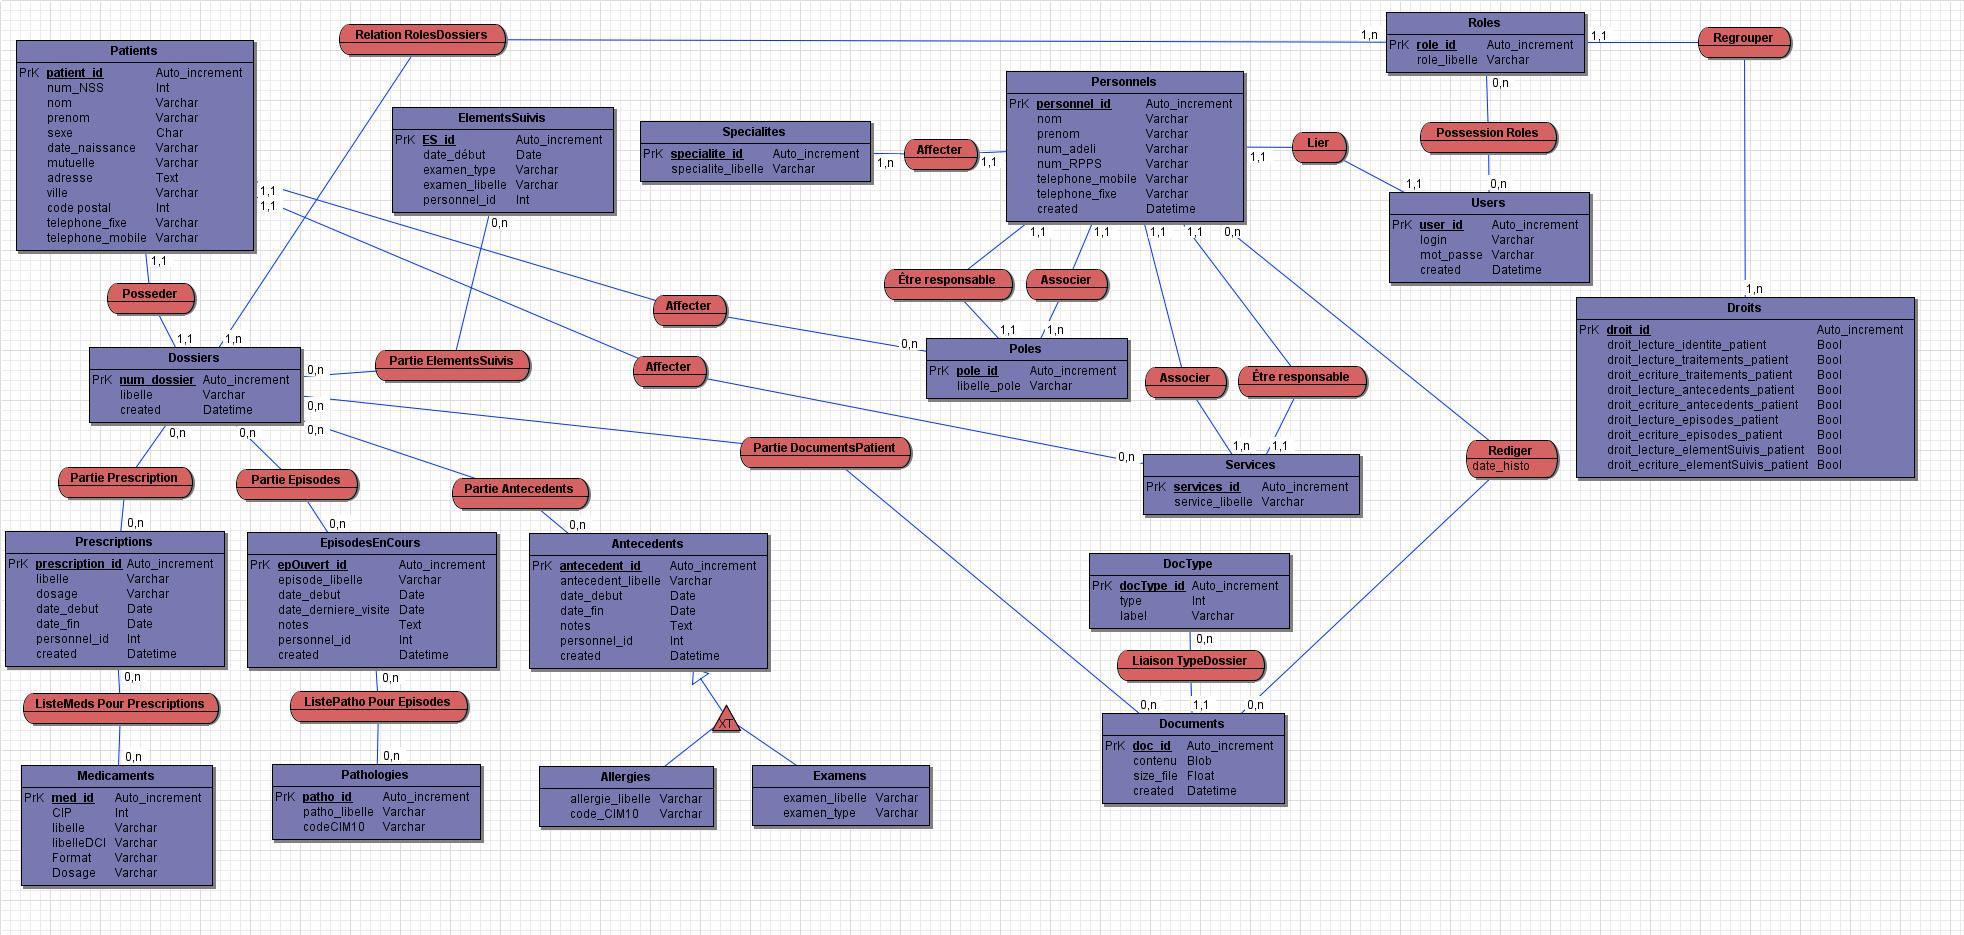 Patients
PrK patient_id Auto_increment
num_NSS Int
nom Varchar
prenom Varchar
sexe Char
date_naissance Varchar
mutuelle Varchar
adresse Text
ville Varchar
code postal Int
telephone_fixe Varchar
telephone_mobile Varchar
1,1
1,1
1,1
Relation RolesDossiers
1,n
1,n
ElementsSuivis
PrK ES_id Auto_increment
date_début Date
examen_type Varchar
examen_libelle Varchar
personnel_id Int
0,n
Specialites
PrK specialite_id Auto_increment
specialite_libelle Varchar
1,n
Affecter
1,1
Personnels
PrK personnel_id Auto_increment
nom Varchar
prenom Varchar
num_adeli Varchar
num_RPPS Varchar
telephone_mobile Varchar
telephone_fixe Varchar
created Datetime
1,1
Lier
1,1
Roles
PrK role_id Auto_increment
role_libelle Varchar
1,1
Regrouper
0,n
Possession Roles
0,n
Users
PrK user_id Auto_increment
login Varchar
mot_passe Varchar
created Datetime
1,n
Droits
PrK droit_id Auto_increment
droit_lecture_identite_patient Bool
droit_lecture_traitements_patient Bool
droit_ecriture_traitements_patient Bool
droit_lecture_antecedents_patient Bool
droit_ecriture_antecedents_patient Bool
droit_lecture_episodes_patient Bool
droit_ecriture_episodes_patient Bool
droit_lecture_elementSuivis_patient Bool
droit_ecriture_elementSuivis_patient Bool
1,1
1,1
1,1
1,1
0,n
Être responsable
Associer
1,1
1,n
Posseder
1,1
Affecter
0,n
Poles
PrK pole_id Auto_increment
libelle_pole Varchar
Dossiers
PrK num_dossier Auto_increment
libelle Varchar
created Datetime
0,n
0,n
0,n
0,n
0,n
Partie ElementsSuivis
Affecter
0,n
Associer
Être responsable
1,n
1,1
Services
PrK services_id Auto_increment
service_libelle Varchar
Rediger
date_histo
Partie Prescription
Partie Episodes
Partie Antecedents
Partie DocumentsPatient
0,n
0,n
0,n
Prescriptions
PrK prescription_id Auto_increment
libelle Varchar
dosage Varchar
date_debut Date
date_fin Date
personnel_id Int
created Datetime
EpisodesEnCours
PrK epOuvert_id Auto_increment
episode_libelle Varchar
date_debut Date
date_derniere_visite Date
notes Text
personnel_id Int
created Datetime
Antecedents
PrK antecedent_id Auto_increment
antecedent_libelle Varchar
date_debut Date
date_fin Date
notes Text
personnel_id Int
created Datetime
DocType
PrK docType_id Auto_increment
type Int
label Varchar
0,n
Liaison TypeDossier
0,n
1,1
0,n
Documents
PrK doc_id Auto_increment
contenu Blob
size_file Float
created Datetime
0,n
ListeMeds Pour Prescriptions
0,n
0,n
ListePatho Pour Episodes
0,n
XT
Medicaments
PrK med_id Auto_increment
CIP Int
libelle Varchar
libelleDCI Varchar
Format Varchar
Dosage Varchar
Pathologies
PrK patho_id Auto_increment
patho_libelle Varchar
codeCIM10 Varchar
Allergies
allergie_libelle Varchar
code_CIM10 Varchar
Examens
examen_libelle Varchar
examen_type Varchar